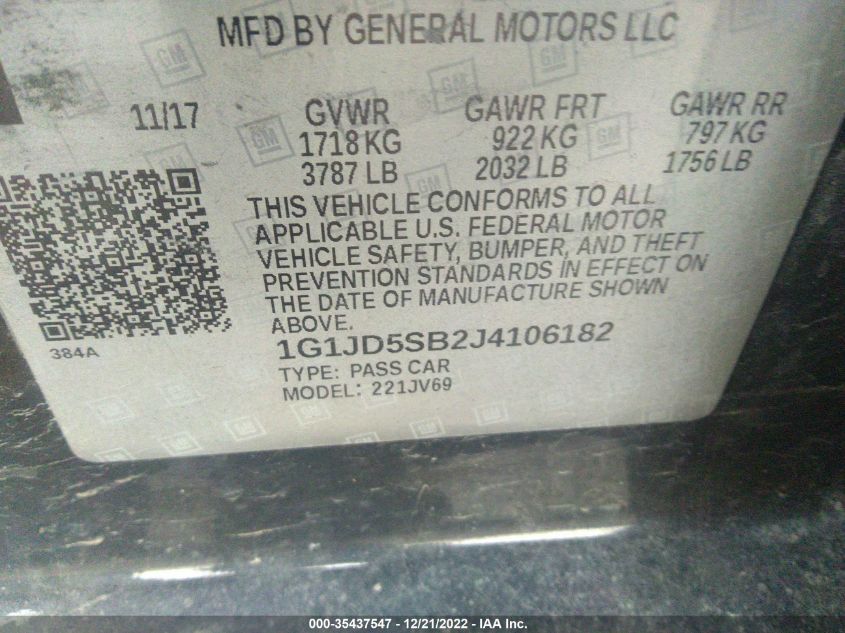 MFD BY GENERAL MOTORS LLC
11/17 GVWR GAWR FRT GAWR RR
1718 KG 922 KG 797 KG
3787 LB 2032 LB 1756 LB
THIS VEHICLE CONFORMS TO ALL
APPLICABLE U.S. FEDERAL MOTOR
VEHICLE SAFETY, BUMPER, AND THEFT
PREVENTION STANDARDS IN EFFECT ON
THE DATE OF MANUFACTURE SHOWN
ABOVE.
384A
1G1JD5SB2J4106182
TYPE: PASS CAR
MODEL: 221JV69
000-35437547 - 12/21/2022 - IAA Inc.